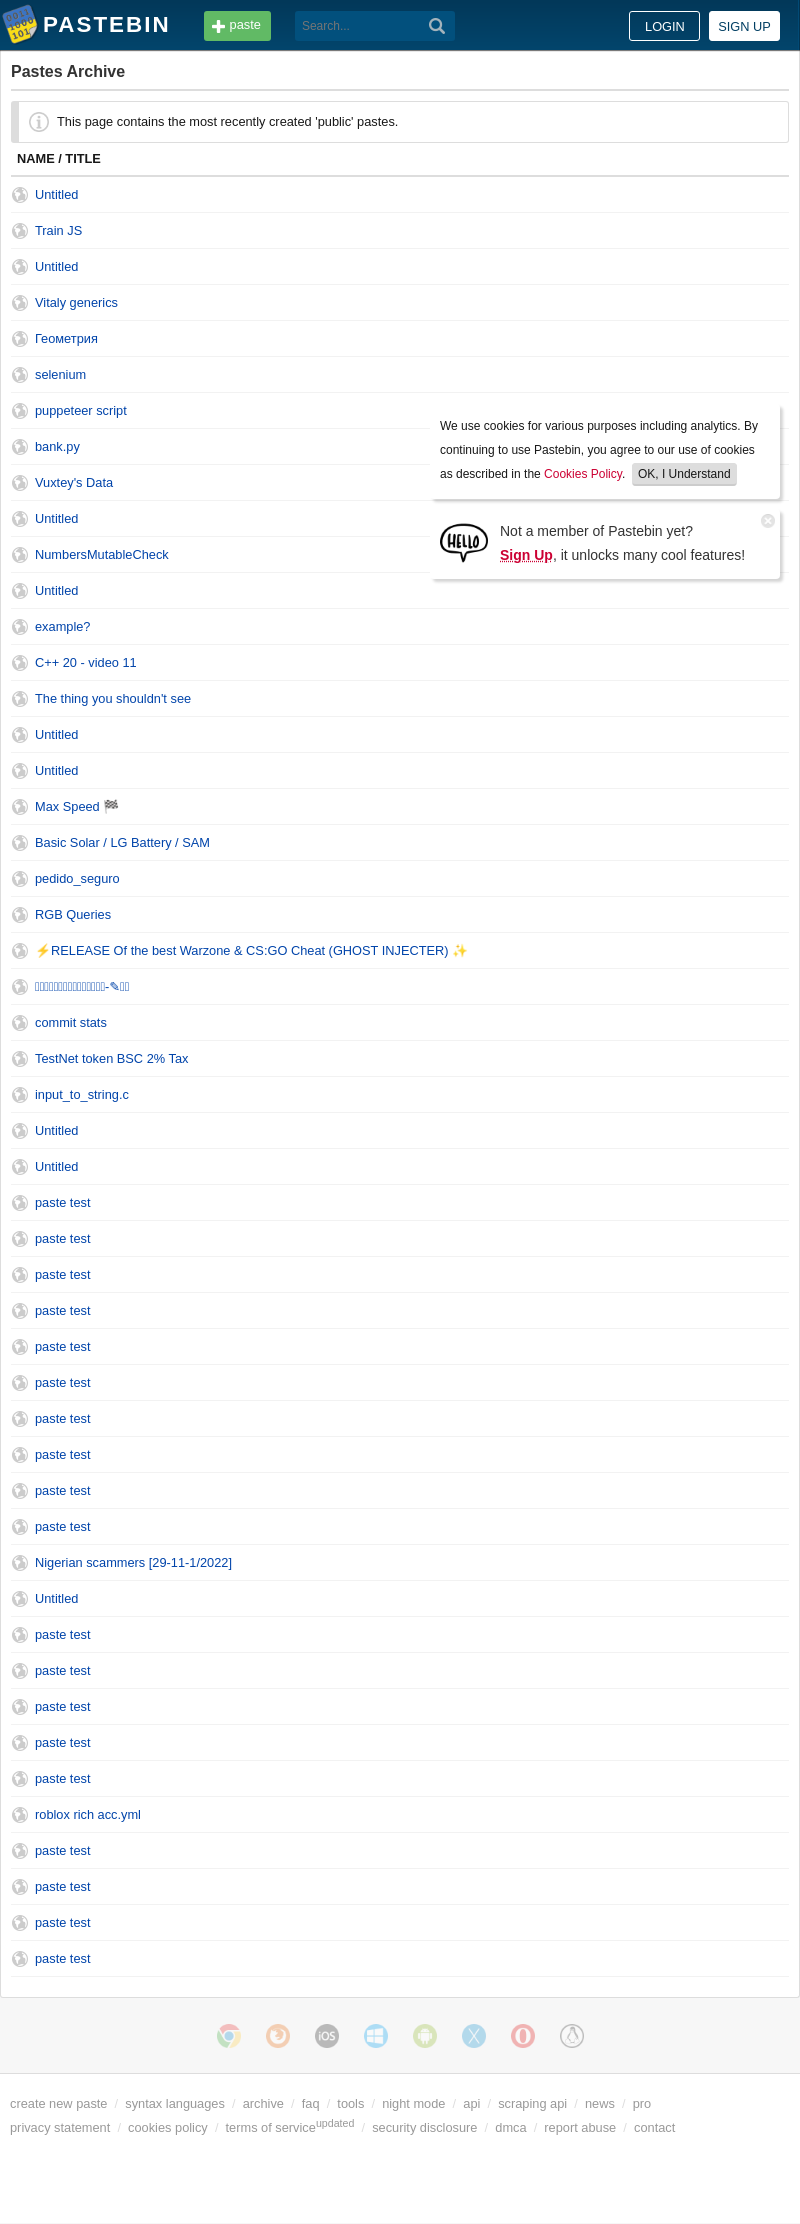 PASTEBIN paste Search... LOGIN SIGN UP
Pastes Archive
This page contains the most recently created 'public' pastes.
NAME / TITLE
Untitled
Train JS
Untitled
Vitaly generics
Геометрия
selenium
puppeteer script
bank.py
Vuxtey's Data
Untitled
NumbersMutableCheck
Untitled
We use cookies for various purposes including analytics. By
continuing to use Pastebin, you agree to our use of cookies
as described in the Cookies Policy. OK, I Understand
HELLO
Not a member of Pastebin yet?
Sign Up, it unlocks many cool features!
example?
C++ 20 - video 11
The thing you shouldn't see
Untitled
Untitled
Max Speed 🏁
Basic Solar / LG Battery / SAM
pedido_seguro
RGB Queries
⚡RELEASE Of the best Warzone & CS:GO Cheat (GHOST INJECTER) ✨
commit stats
TestNet token BSC 2% Tax
input_to_string.c
Untitled
Untitled
paste test
paste test
paste test
paste test
paste test
paste test
paste test
paste test
paste test
paste test
Nigerian scammers [29-11-1/2022]
Untitled
paste test
paste test
paste test
paste test
paste test
roblox rich acc.yml
paste test
paste test
paste test
paste test
iOS
create new paste / syntax languages / archive / faq / tools / night mode / api / scraping api / news / pro
privacy statement / cookies policy / terms of service updated / security disclosure / dmca / report abuse / contact